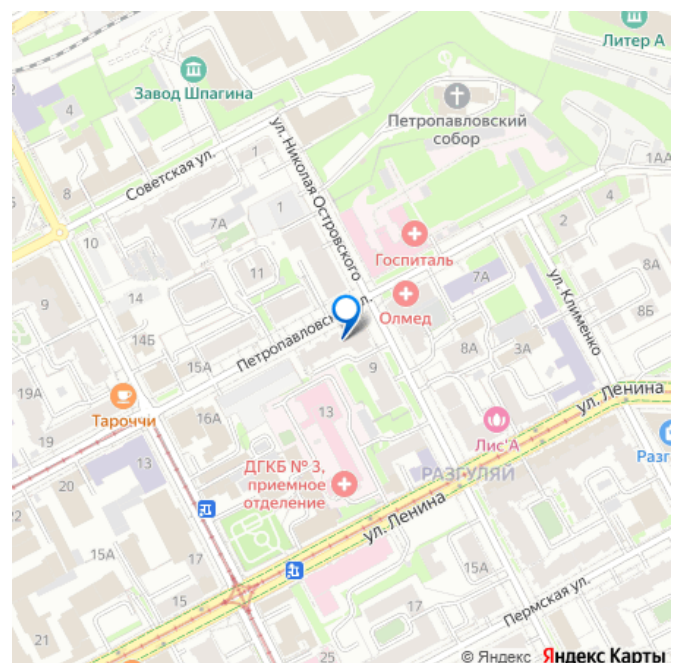 Литер А
Завод Шпагина
2
4
Петропавловский
собор
ул. Николая Островского
1АА
Советская ул.
1
8
7А
1
2
4
10
Госпиталь
11
7А
8А
ул. Клименко
9
14
Олмед
8Б
14Б
Петропавловск
ул.
8А
3А
15А
9
19А
Тароччи
ул. Ленина
16А
13
Лис'А
19
Разг
13
ДГКБ № 3,
приемное
отделение
РАЗГУЛЯЙ
20
ул. Ленина
15А
17
15А
15
17
Пермская ул.
21
25
© Яндекс Яндекс Карты